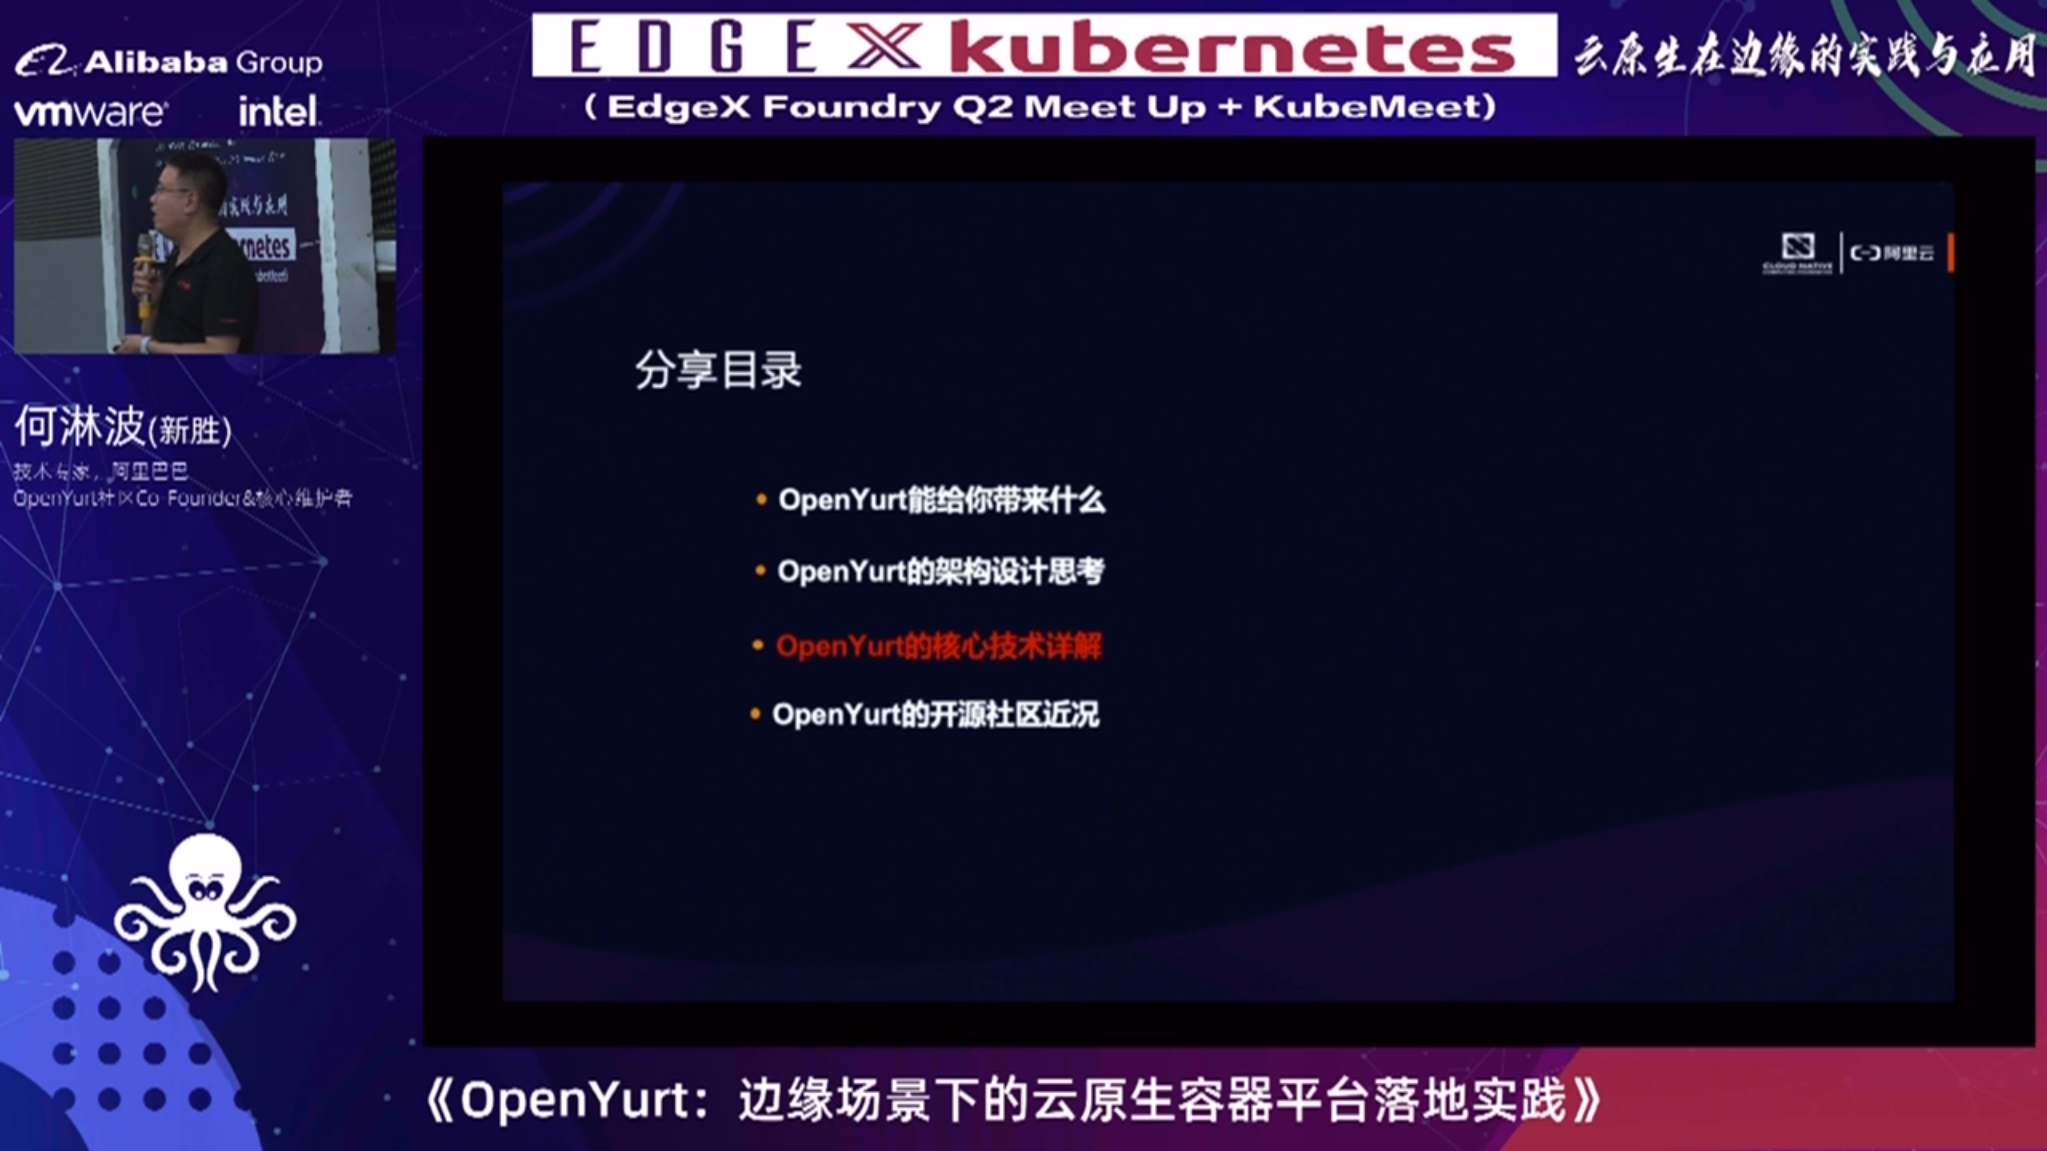 Alibaba Group
vmware intel
EDGE X kubernetes
( EdgeX Foundry Q2 Meet Up + KubeMeet)
云原生在边缘的实践与应用
实践与应用
rnetes
何淋波(新胜)
技术专家，阿里巴巴
OpenYurt社区Co-Founder&核心维护者
CLOUD NATIVE
阿里云
分享目录
• OpenYurt能给你带来什么
• OpenYurt的架构设计思考
• OpenYurt的核心技术详解
• OpenYurt的开源社区近况
《OpenYurt：边缘场景下的云原生容器平台落地实践》